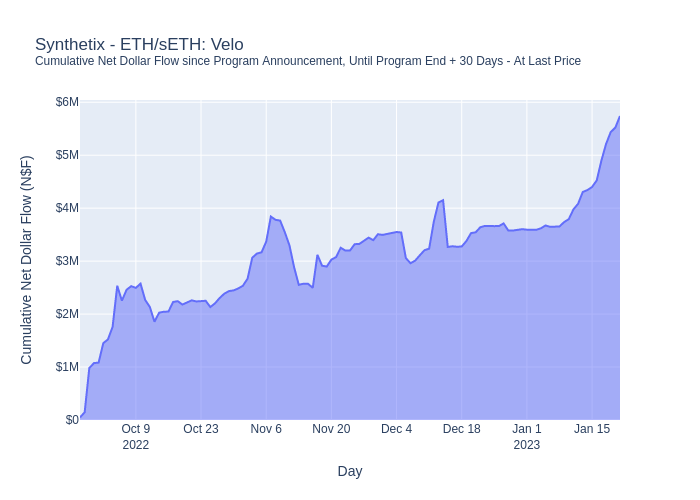 Synthetix - ETH/sETH: Velo
Cumulative Net Dollar Flow since Program Announcement, Until Program End + 30 Days - At Last Price
Cumulative Net Dollar Flow (N$F)
$6M
$5M
$4M
$3M
$2M
$1M
$0
Oct 9
2022
Oct 23
Nov 6
Nov 20
Dec 4
Dec 18
Jan 1
2023
Jan 15
Day